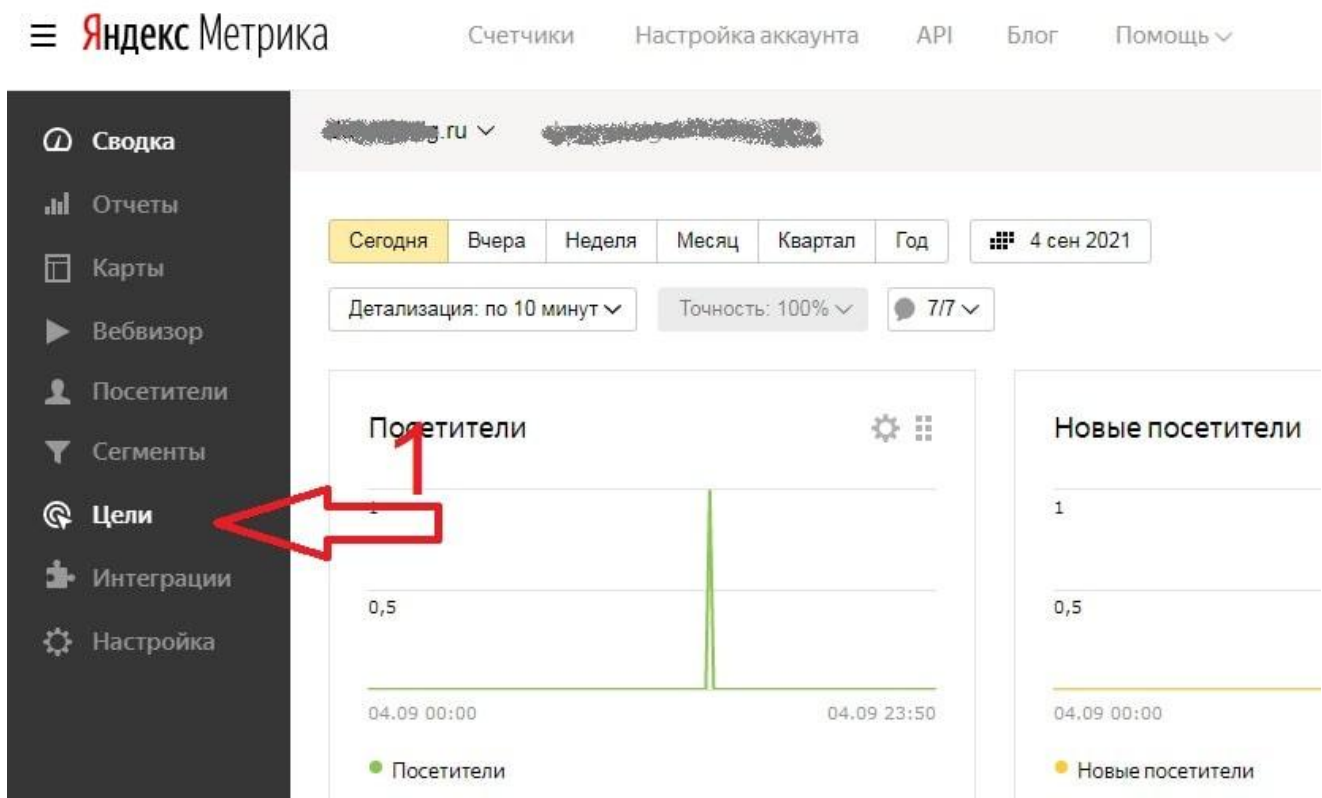 Яндекс Метрика Счетчики Настройка аккаунта API Блог Помощь
.ru
Сводка
Отчеты
Карты
Вебвизор
Посетители
Сегменты
Цели
Интеграции
Настройка
Сегодня Вчера Неделя Месяц Квартал Год 4 сен 2021
Детализация: по 10 минут Точность: 100% 7/7
Посетители
1
1
0,5
04.09 00:00 04.09 23:50
Посетители
Новые посетители
1
0,5
04.09 00:00
Новые посетители